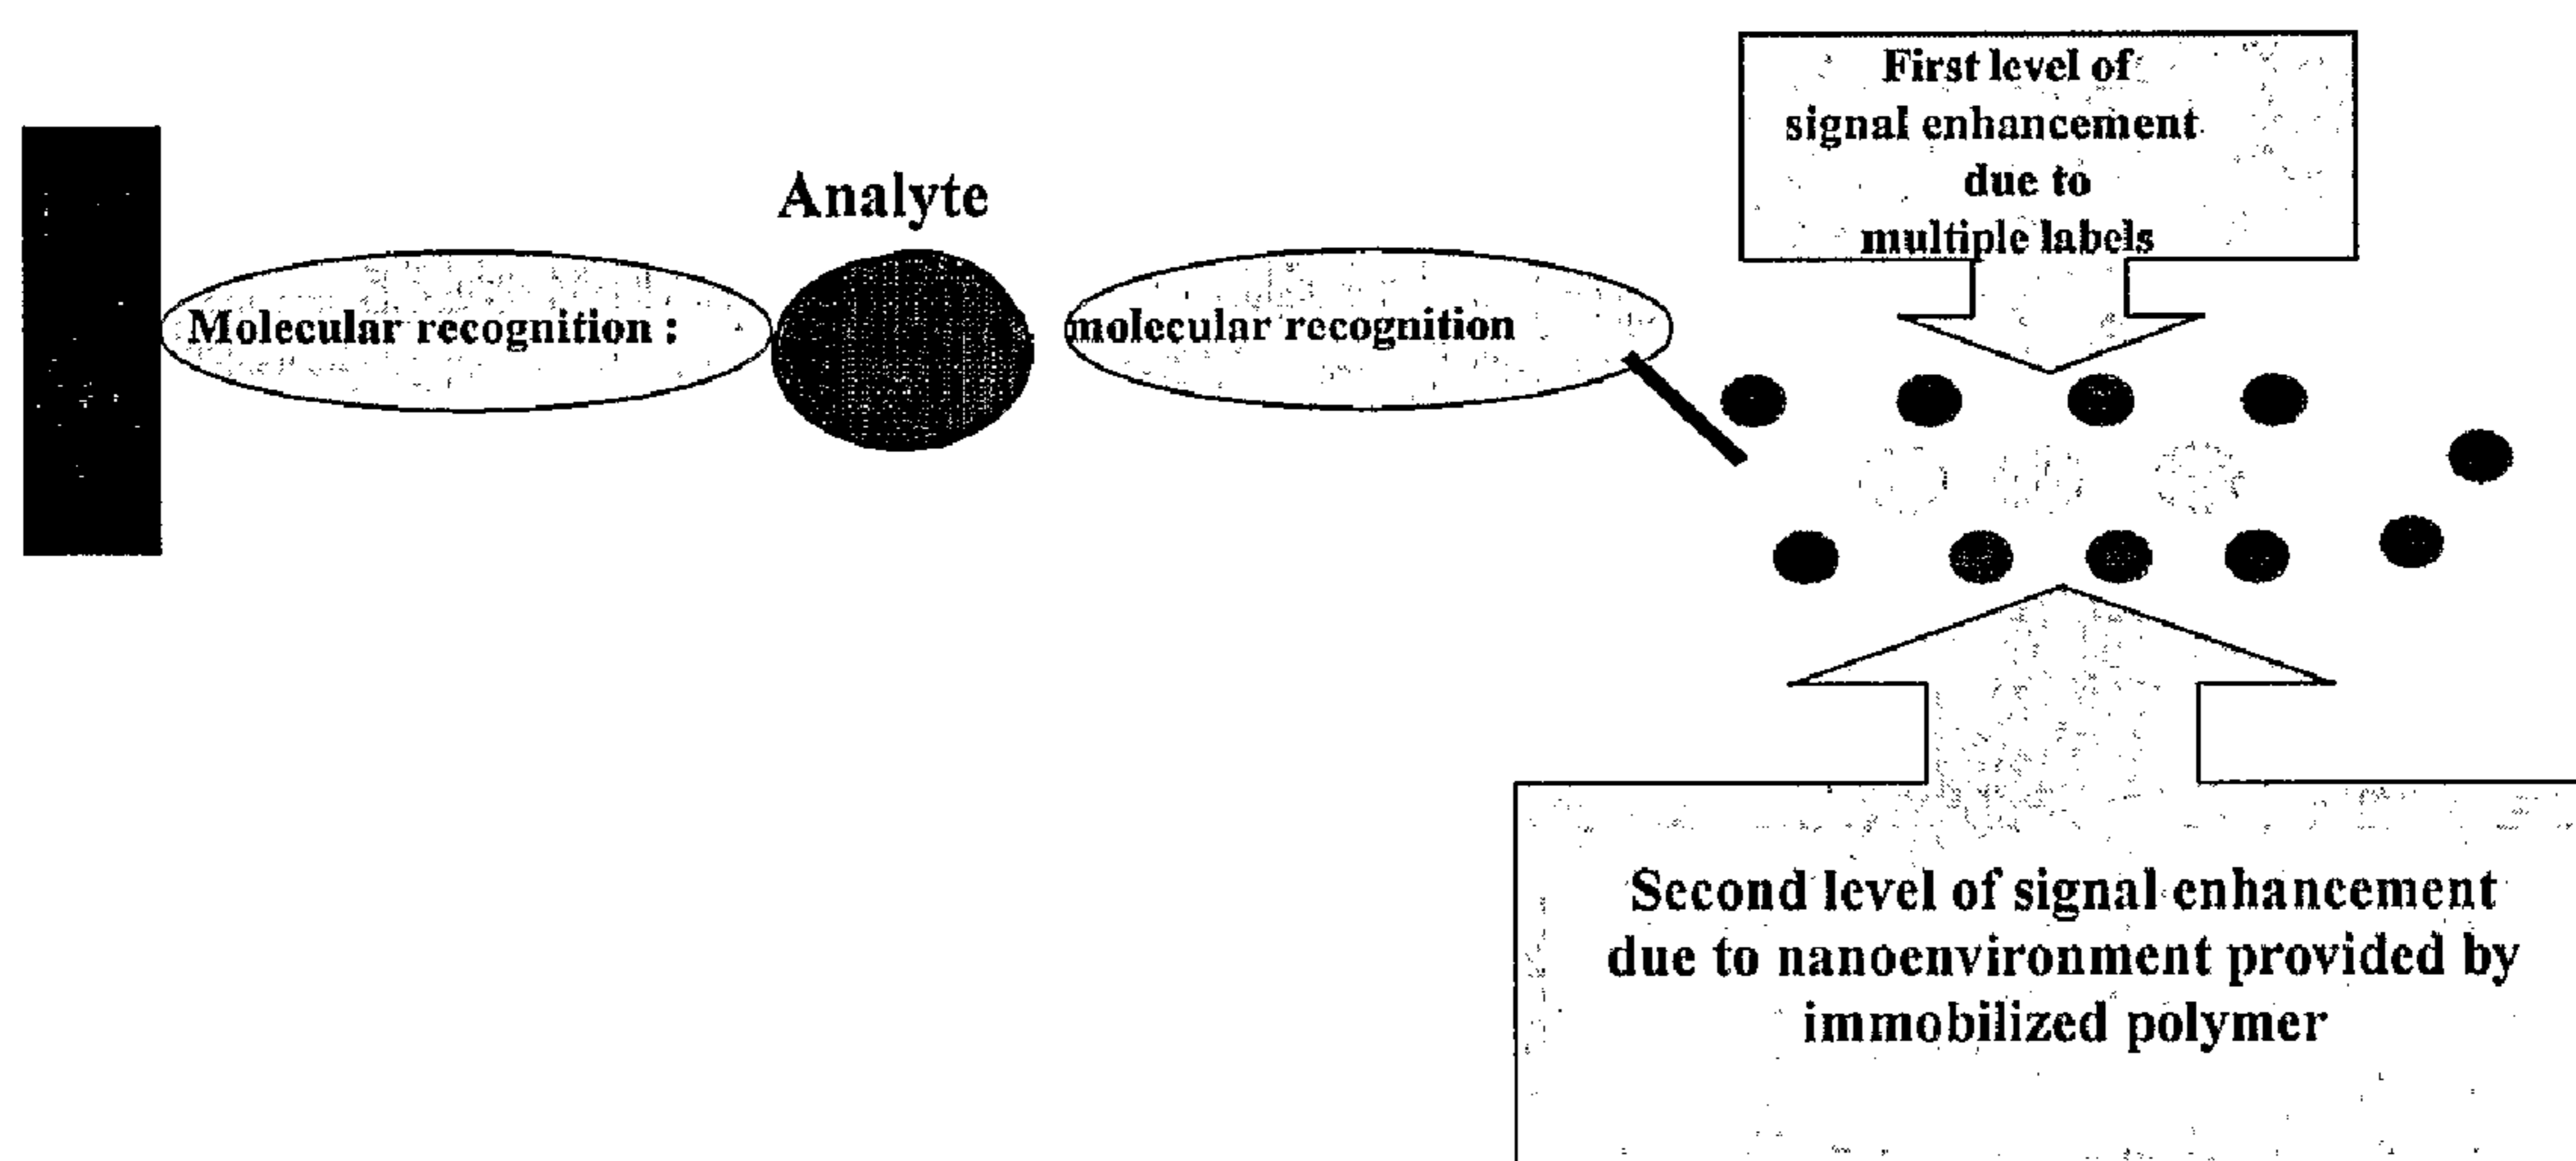 First level of
signal enhancement
due to
multiple labels
Analyte
Molecular recognition :
molecular recognition
Second level of signal enhancement
due to nanoenvironment provided by
immobilized polymer